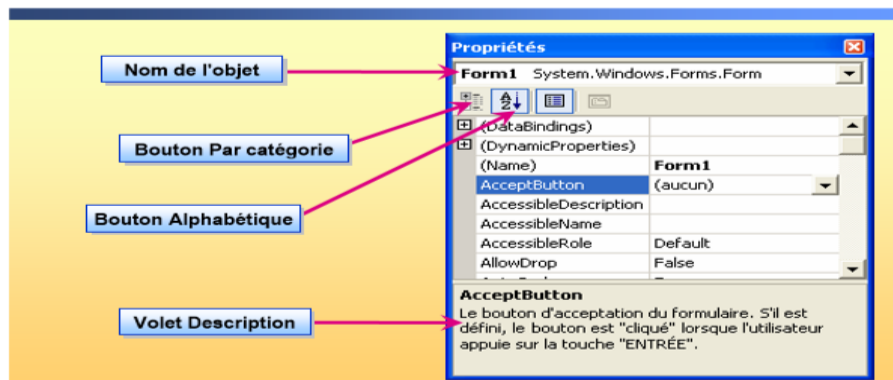 Propriétés
Nom de l'objet
Form1 System.Windows.Forms.Form
(DataBindings)
Bouton Par catégorie
(DynamicProperties)
(Name) Form1
AcceptButton (aucun)
AccessibleDescription
Bouton Alphabétique
AccessibleName
AccessibleRole Default
AllowDrop False
AcceptButton
Volet Description
Le bouton d'acceptation du formulaire. S'il est
défini, le bouton est "cliqué" lorsque l'utilisateur
appuie sur la touche "ENTRÉE".